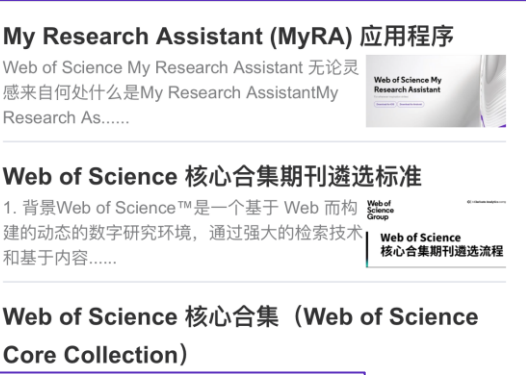 My Research Assistant (MyRA) 应用程序
Web of Science My Research Assistant 无论灵
感来自何处什么是My Research AssistantMy
Research As......
Web of Science My
Research Assistant
Web of Science 核心合集期刊遴选标准
1. 背景Web of Science™是一个基于 Web 而构
建的动态的数字研究环境，通过强大的检索技术
和基于内容......
Web of
Science
Group
Web of Science
核心合集期刊遴选流程
Web of Science 核心合集（Web of Science
Core Collection）